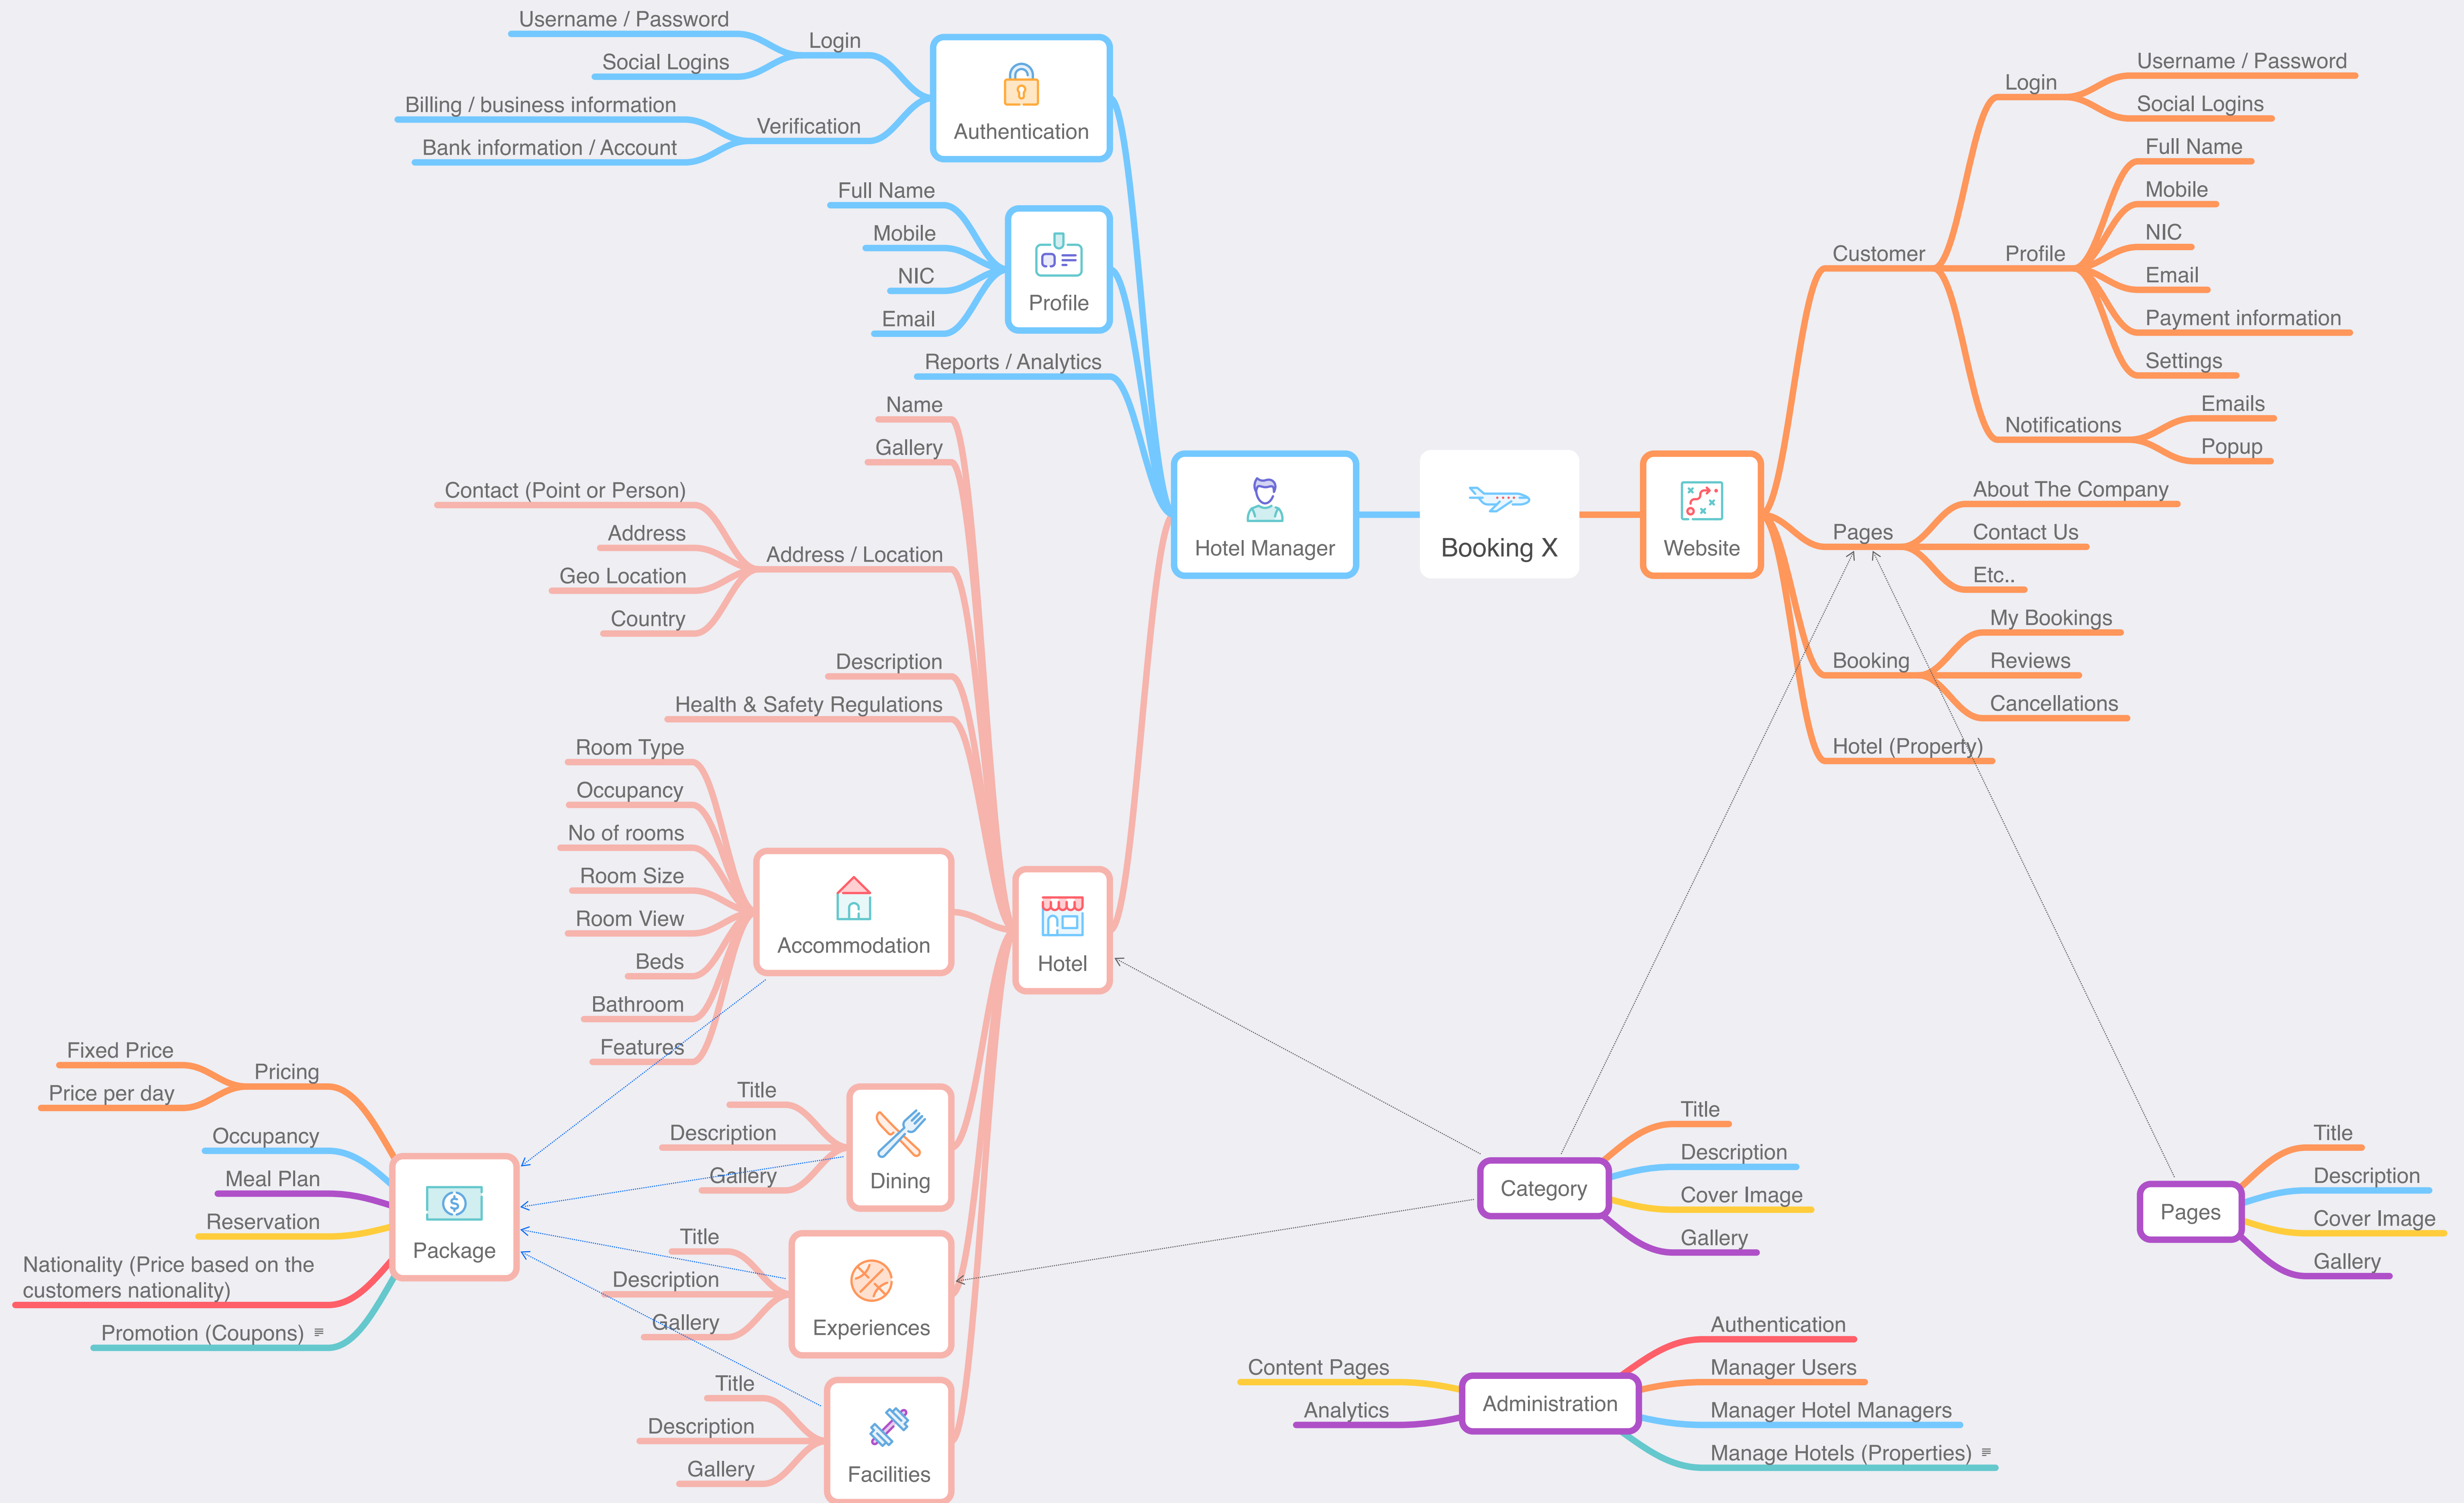 Username / Password
Login
Social Logins
Authentication
Billing / business information
Verification
Bank information / Account
Full Name
Mobile
NIC
Email
Profile
Reports / Analytics
Name
Gallery
Contact (Point or Person)
Address
Address / Location
Geo Location
Country
Description
Health & Safety Regulations
Room Type
Occupancy
No of rooms
Room Size
Room View
Beds
Bathroom
Features
Accommodation
Hotel
Title
Description
Gallery
Dining
Title
Description
Gallery
Experiences
Title
Description
Gallery
Facilities
Fixed Price
Pricing
Price per day
Occupancy
Meal Plan
Reservation
Nationality (Price based on the
customers nationality)
Promotion (Coupons)
Package
Hotel Manager
Booking X
Website
Customer
Login
Username / Password
Social Logins
Profile
Full Name
Mobile
NIC
Email
Payment information
Settings
Notifications
Emails
Popup
Pages
About The Company
Contact Us
Etc..
Booking
My Bookings
Reviews
Cancellations
Hotel (Property)
Category
Title
Description
Cover Image
Gallery
Pages
Title
Description
Cover Image
Gallery
Content Pages
Analytics
Administration
Authentication
Manager Users
Manager Hotel Managers
Manage Hotels (Properties)